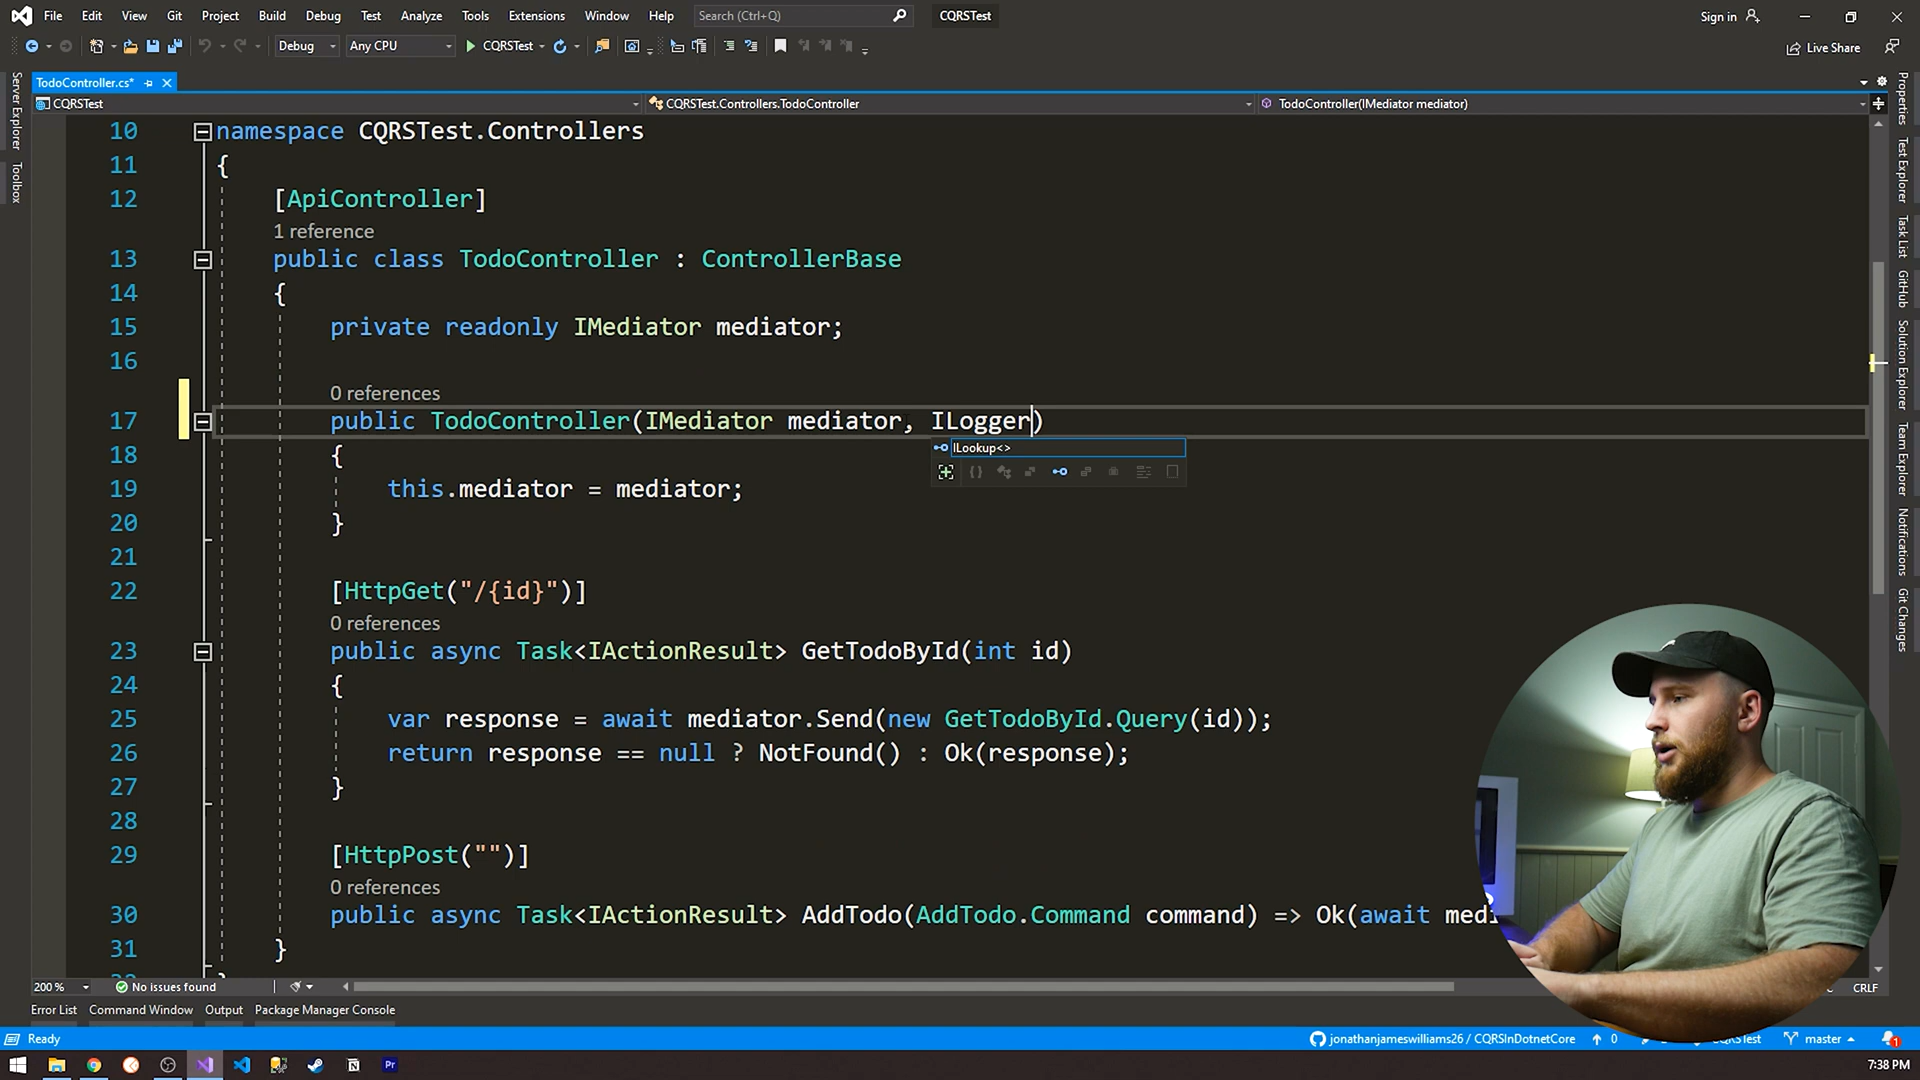 File Edit View Git Project Build Debug Test Analyze Tools Extensions Window Help Search (Ctrl+Q) CQRSTest Sign in
Debug Any CPU CQRSTest Live Share
TodoController.cs*
CQRSTest CQRSTest.Controllers.TodoController TodoController(IMediator mediator)
Server Explorer
Toolbox
10 namespace CQRSTest.Controllers
11 {
12 [ApiController]
1 reference
13 public class TodoController : ControllerBase
14 {
15 private readonly IMediator mediator;
16
0 references
17 public TodoController(IMediator mediator, ILogger)
ILookup<>
18 {
19 this.mediator = mediator;
20 }
21
22 [HttpGet("/{id}")]
0 references
23 public async Task<IActionResult> GetTodoById(int id)
24 {
25 var response = await mediator.Send(new GetTodoById.Query(id));
26 return response == null ? NotFound() : Ok(response);
27 }
28
29 [HttpPost("")]
0 references
30 public async Task<IActionResult> AddTodo(AddTodo.Command command) => Ok(await medi
31 }
Properties
Test Explorer
Task List
GitHub
Solution Explorer
Team Explorer
Notifications
Git Changes
200 % No issues found CRLF
Error List Command Window Output Package Manager Console
Ready jonathanjameswilliams26 / CQRSInDotnetCore 0 CQRSTest master 1
7:38 PM